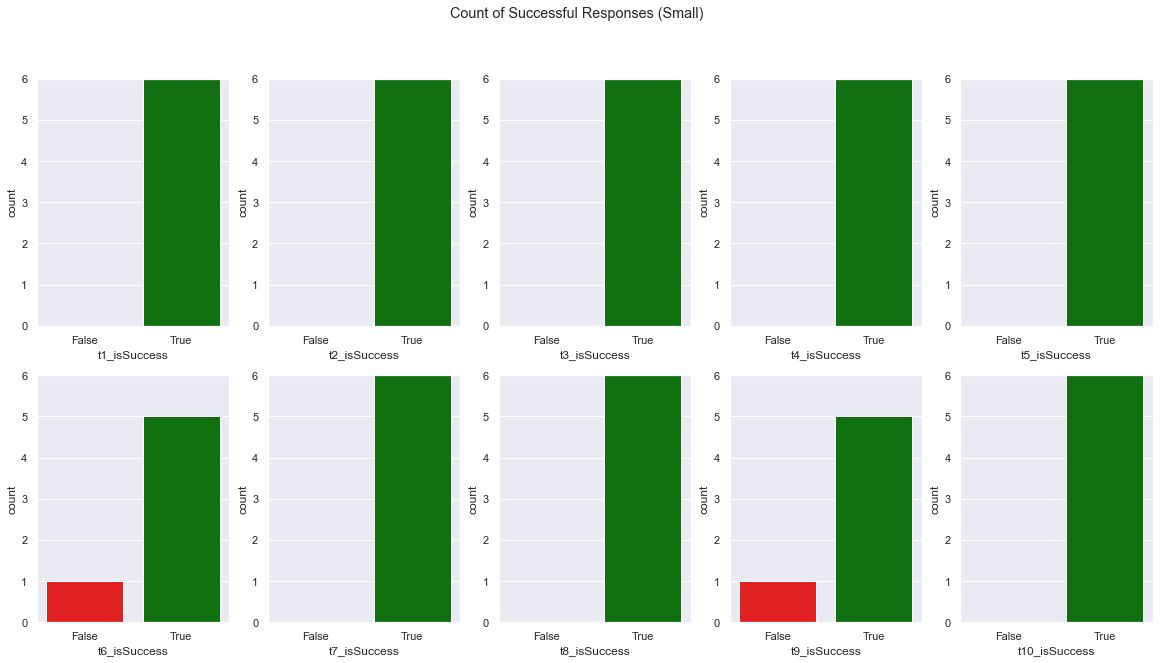 Count of Successful Responses (Small)
6
5
4
3
2
1
0
count
False True
t1_isSuccess
6
5
4
3
2
1
0
count
False True
t2_isSuccess
6
5
4
3
2
1
0
count
False True
t3_isSuccess
6
5
4
3
2
1
0
count
False True
t4_isSuccess
6
5
4
3
2
1
0
count
False True
t5_isSuccess
6
5
4
3
2
1
0
count
False True
t6_isSuccess
6
5
4
3
2
1
0
count
False True
t7_isSuccess
6
5
4
3
2
1
0
count
False True
t8_isSuccess
6
5
4
3
2
1
0
count
False True
t9_isSuccess
6
5
4
3
2
1
0
count
False True
t10_isSuccess